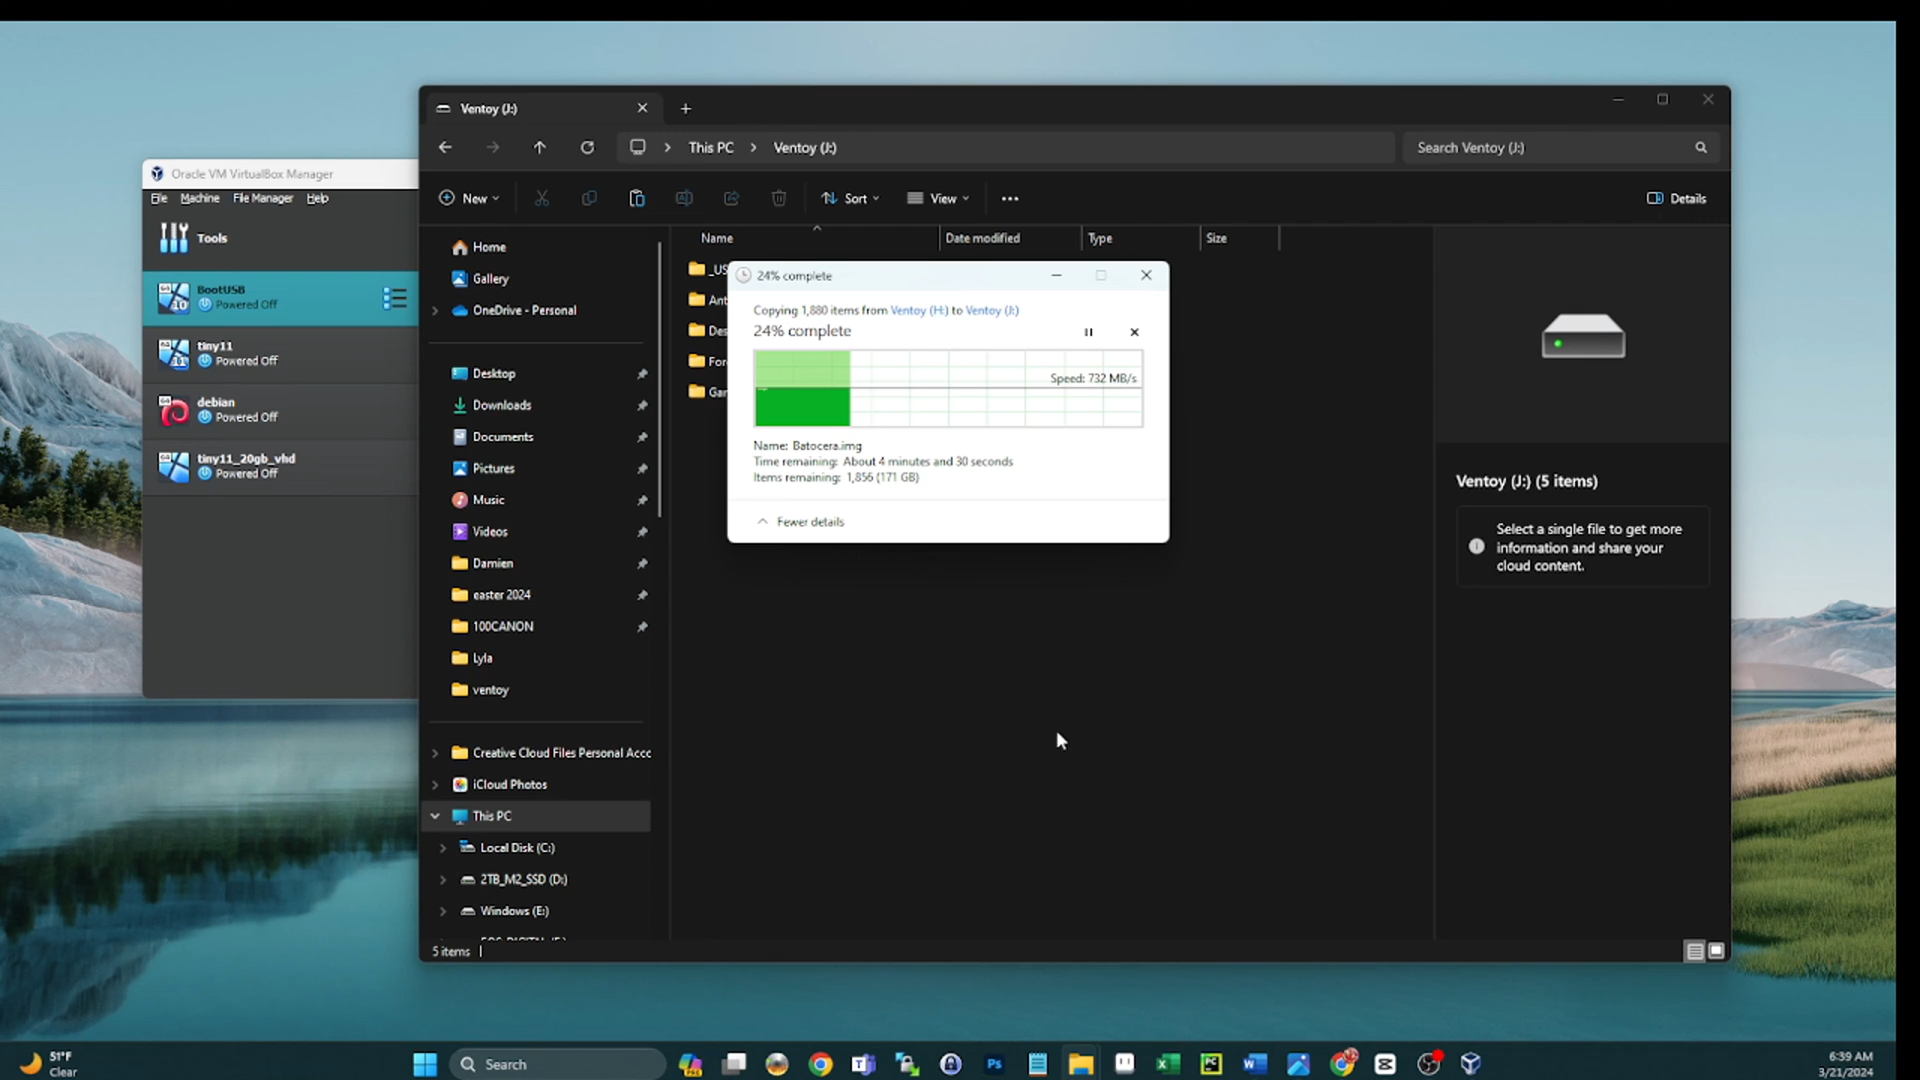 Oracle VM VirtualBox Manager
File Machine File Manager Help
Tools
BootUSB
Powered Off
tiny11
Powered Off
debian
Powered Off
tiny11_20gb_vhd
Powered Off
Ventoy (J:)
This PC > Ventoy (J:)
Search Ventoy (J:)
New
Sort
View
Details
Home
Gallery
OneDrive - Personal
Desktop
Downloads
Documents
Pictures
Music
Videos
Damien
easter 2024
100CANON
Lyla
ventoy
Creative Cloud Files Personal Acco
iCloud Photos
This PC
Local Disk (C:)
2TB_M2_SSD (D:)
Windows (E:)
5 items
Name Date modified Type Size
_US
Ant
Des
For
Gar
24% complete
Copying 1,880 items from Ventoy (H:) to Ventoy (J:)
24% complete
Speed: 732 MB/s
Name: Batocera.img
Time remaining: About 4 minutes and 30 seconds
Items remaining: 1,856 (171 GB)
Fewer details
Ventoy (J:) (5 items)
Select a single file to get more
information and share your
cloud content.
51°F
Clear
Search
6:39 AM
3/21/2024